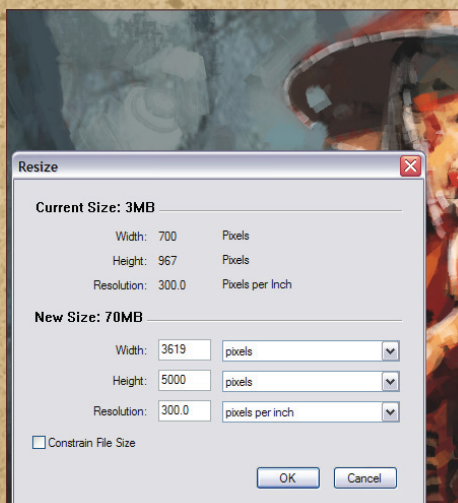 Resize
Current Size: 3MB
Width: 700 Pixels
Height: 967 Pixels
Resolution: 300.0 Pixels per Inch
New Size: 70MB
Width: 3619 pixels
Height: 5000 pixels
Resolution: 300.0 pixels per inch
Constrain File Size
OK Cancel